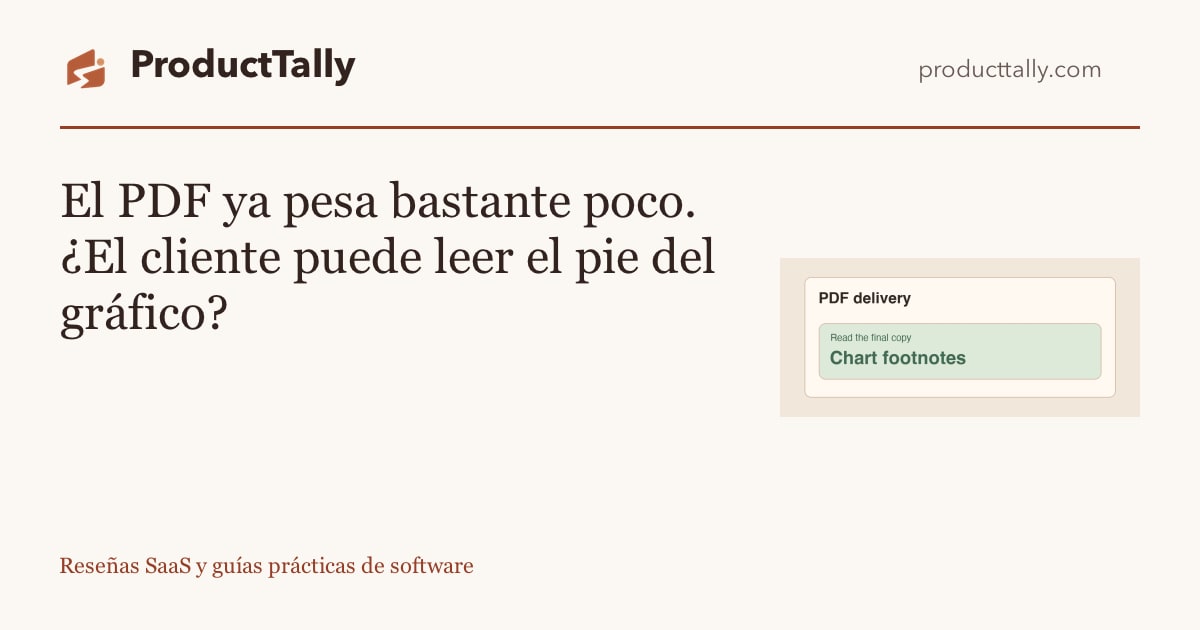 ProductTally
producttally.com
El PDF ya pesa bastante poco.
¿El cliente puede leer el pie del
gráfico?
PDF delivery
Read the final copy
Chart footnotes
Reseñas SaaS y guías prácticas de software